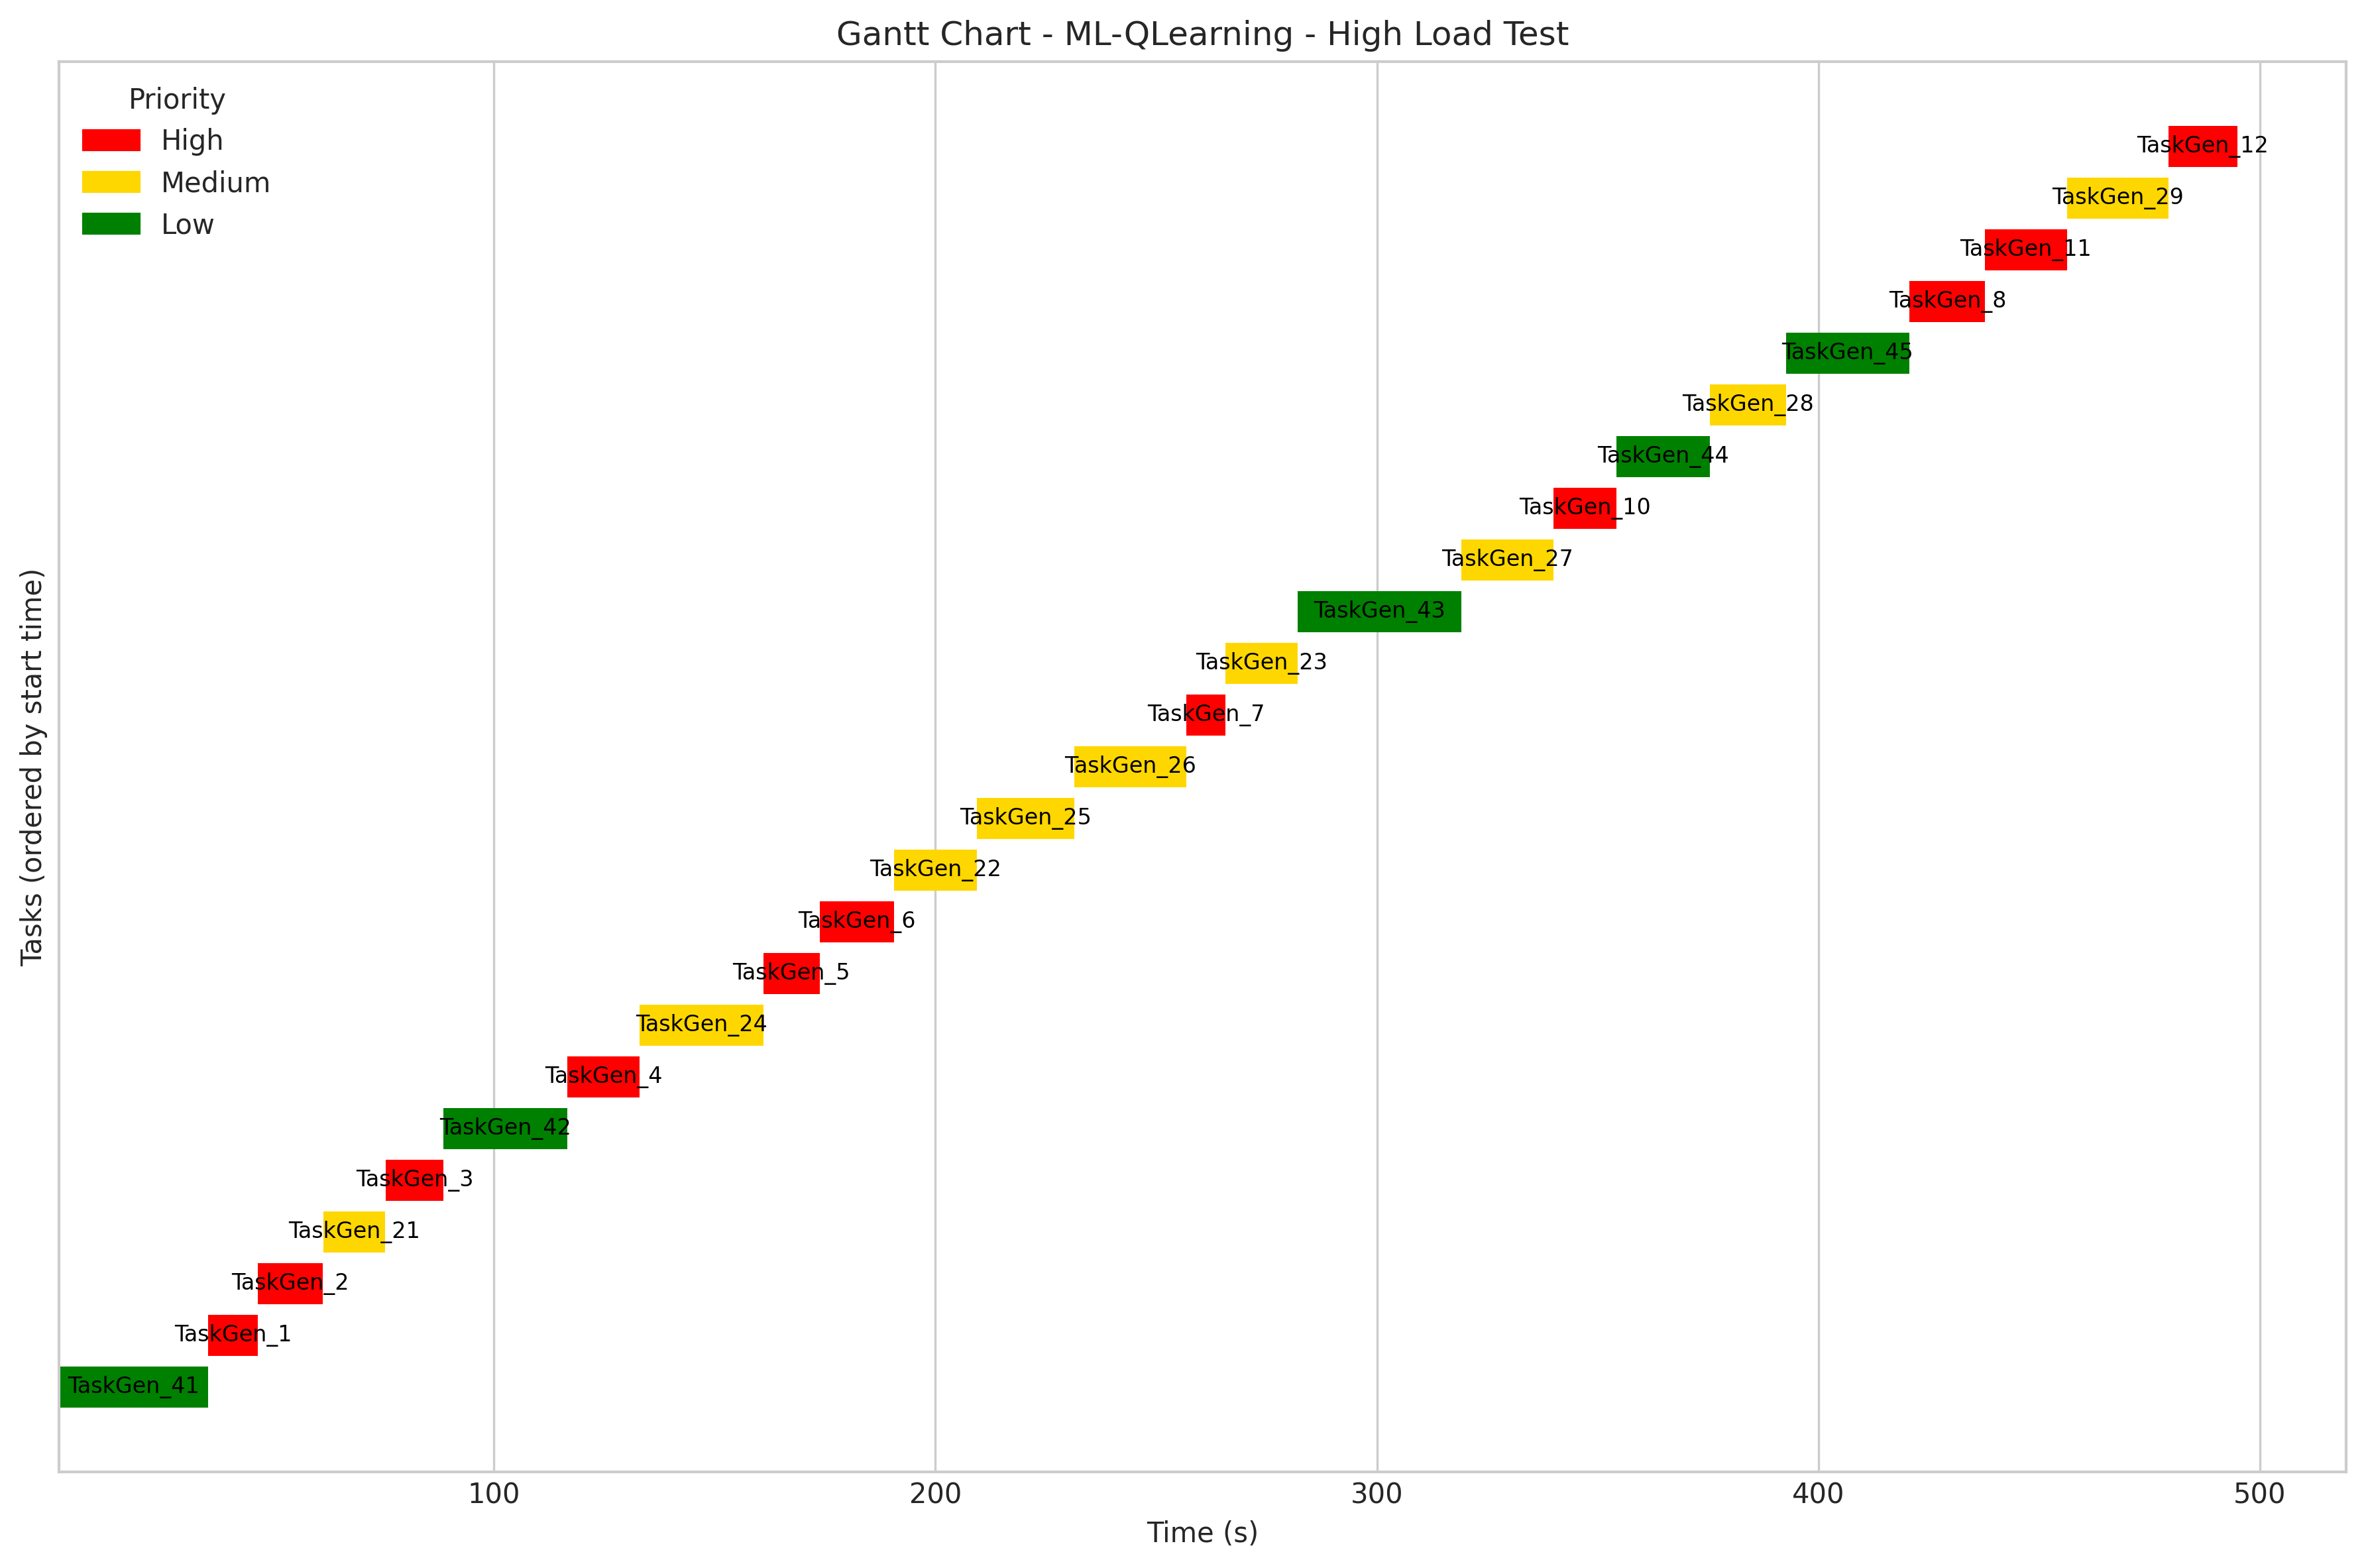 Gantt Chart - ML-QLearning - High Load Test
Priority
High
Medium
Low
TaskGen_12
TaskGen_29
TaskGen_11
TaskGen_8
TaskGen_45
TaskGen_28
TaskGen_44
TaskGen_10
TaskGen_27
TaskGen_43
TaskGen_23
TaskGen_7
TaskGen_26
TaskGen_25
TaskGen_22
TaskGen_6
TaskGen_5
TaskGen_24
TaskGen_4
TaskGen_42
TaskGen_3
TaskGen_21
TaskGen_2
TaskGen_1
TaskGen_41
Tasks (ordered by start time)
100 200 300 400 500
Time (s)